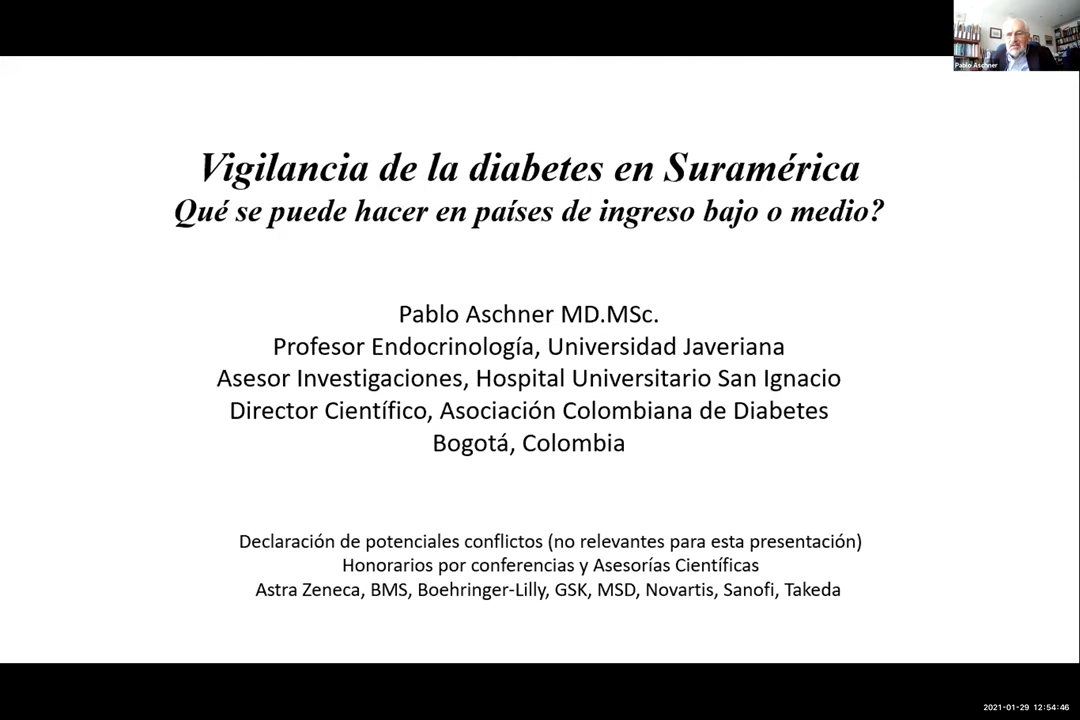 Pablo Aschner
Vigilancia de la diabetes en Suramérica
Qué se puede hacer en países de ingreso bajo o medio?
Pablo Aschner MD.MSc.
Profesor Endocrinología, Universidad Javeriana
Asesor Investigaciones, Hospital Universitario San Ignacio
Director Científico, Asociación Colombiana de Diabetes
Bogotá, Colombia
Declaración de potenciales conflictos (no relevantes para esta presentación)
Honorarios por conferencias y Asesorías Científicas
Astra Zeneca, BMS, Boehringer-Lilly, GSK, MSD, Novartis, Sanofi, Takeda
2021-01-29 12:54:46